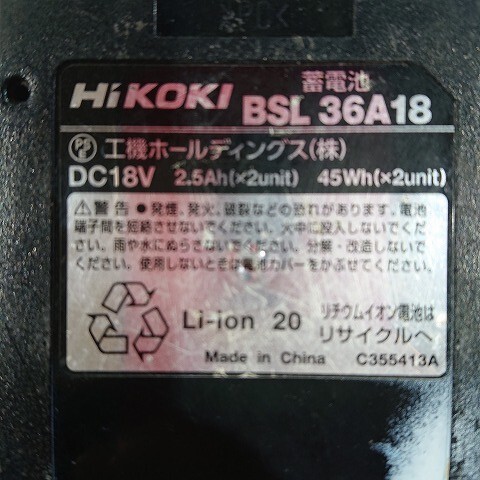 HiKOKI
蓄電池
BSL 36A18
PSE 工機ホールディングス(株)
DC18V 2.5Ah(×2unit) 45Wh(×2unit)
⚠警告 ●発煙、発火、破裂などの恐れがあります。電池
端子間を短絡させないでください。火中に投入しないでくだ
さい。雨や水にぬらさないでください。分解・改造しないで
ください。使用しないときは電池カバーをかぶせてください。
Li-ion 20
リチウムイオン電池は
リサイクルへ
Made in China C355413A